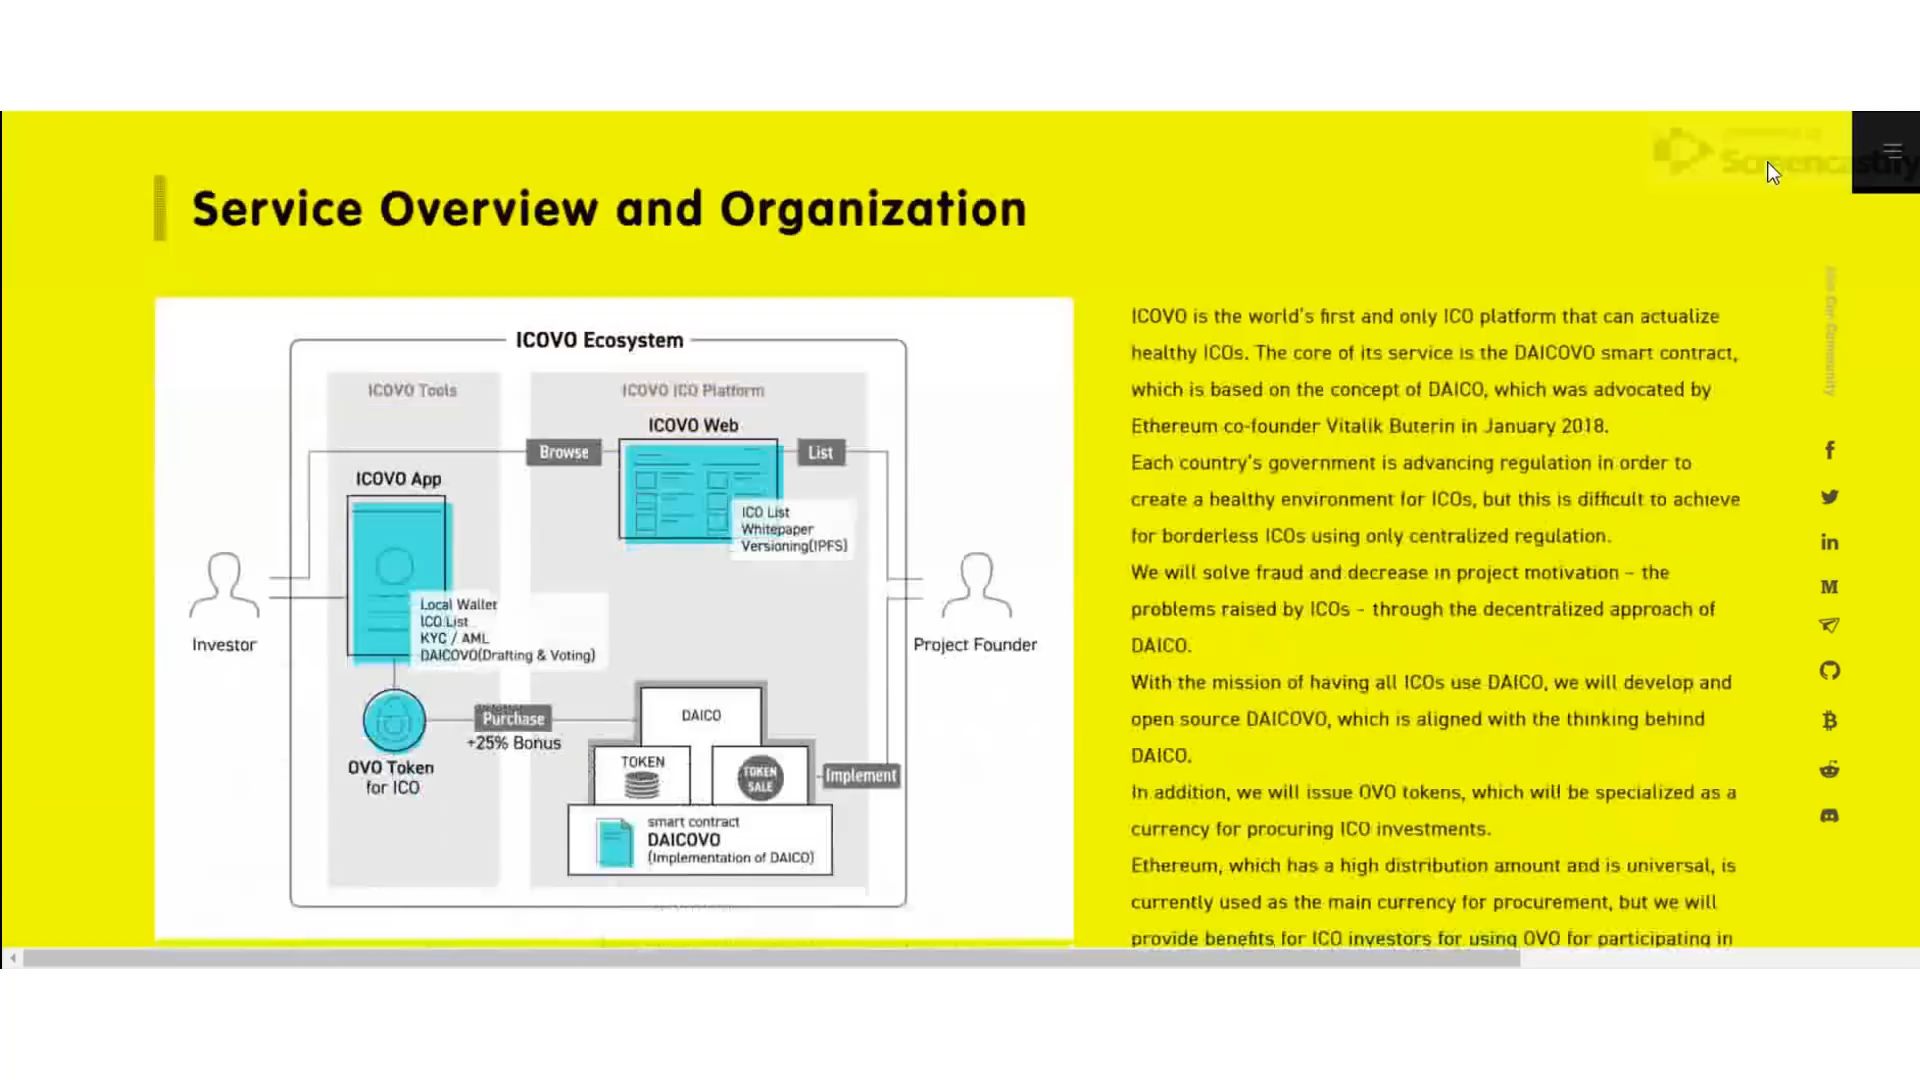 Screencastify
Service Overview and Organization
ICOVO Ecosystem
ICOVO Tools
ICOVO ICO Platform
ICOVO Web
Browse
List
ICOVO App
ICO List
Whitepaper
Versioning(IPFS)
Local Waller
ICO List
KYC / AML
DAICOVO(Drafting & Voting)
Investor
Project Founder
Purchase
+25% Bonus
DAICO
TOKEN
TOKEN
SALE
Implement
OVO Token
for ICO
smart contract
DAICOVO
(Implementation of DAICO)
ICOVO is the world's first and only ICO platform that can actualize
healthy ICOs. The core of its service is the DAICOVO smart contract,
which is based on the concept of DAICO, which was advocated by
Ethereum co-founder Vitalik Buterin in January 2018.
Each country's government is advancing regulation in order to
create a healthy environment for ICOs, but this is difficult to achieve
for borderless ICOs using only centralized regulation.
We will solve fraud and decrease in project motivation – the
problems raised by ICOs – through the decentralized approach of
DAICO.
With the mission of having all ICOs use DAICO, we will develop and
open source DAICOVO, which is aligned with the thinking behind
DAICO.
In addition, we will issue OVO tokens, which will be specialized as a
currency for procuring ICO investments.
Ethereum, which has a high distribution amount and is universal, is
currently used as the main currency for procurement, but we will
provide benefits for ICO investors for using OVO for participating in
Join Our Community